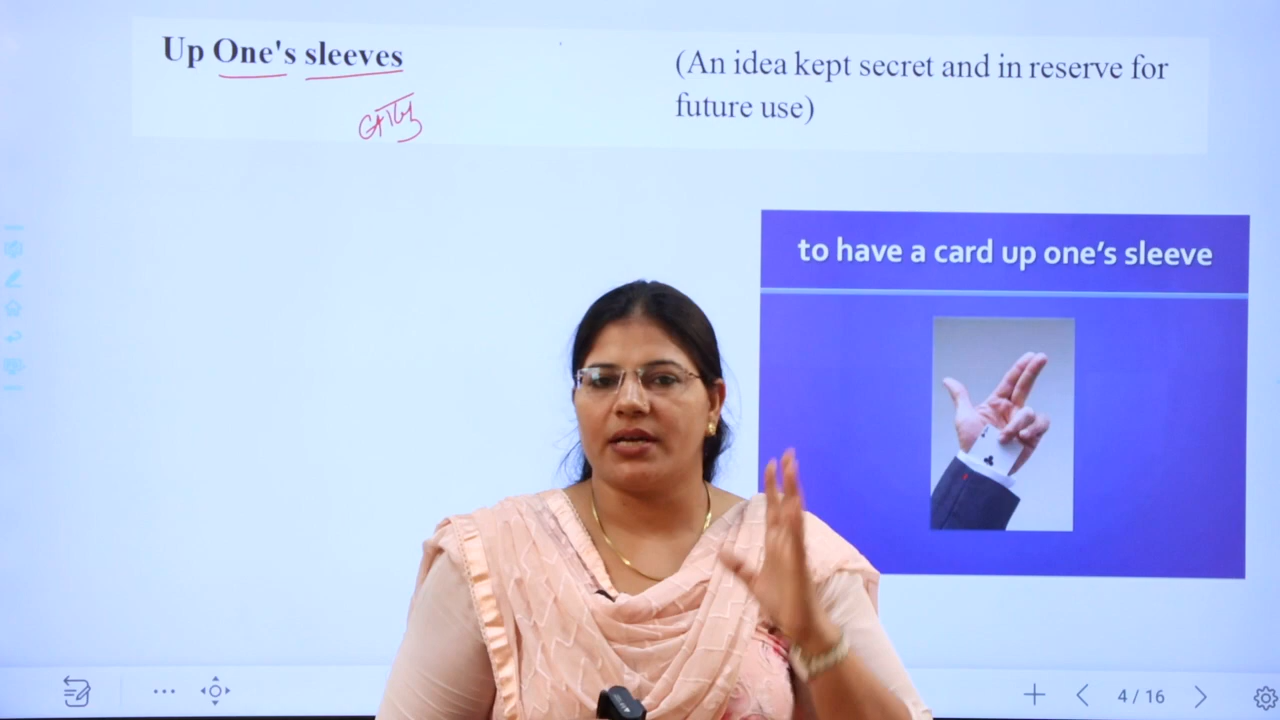 Up One's sleeves
(An idea kept secret and in reserve for
future use)
to have a card up one's sleeve
4 / 16